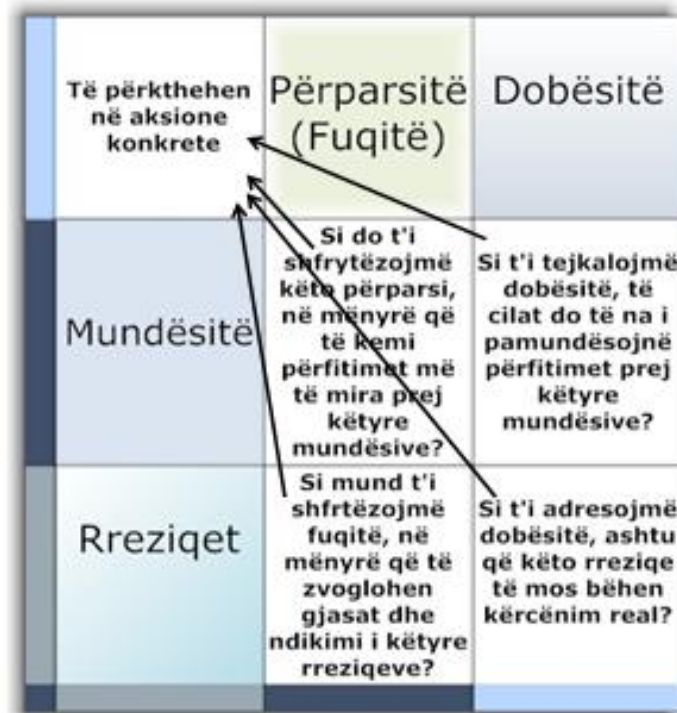 Të përkthehen
në aksione
konkrete
Përparsitë
(Fuqitë)
Dobësitë
Mundësitë
Si do t'i
shfrytëzojmë
këto përparsi,
në mënyrë që
të kemi
përfitimet më
të mira prej
këtyre
mundësive?
Si t'i tejkalojmë
dobësitë, të
cilat do të na i
pamundësojnë
përfitimet prej
këtyre
mundësive?
Rreziqet
Si mund t'i
shfrtëzojmë
fuqitë, në
mënyrë që të
zvoglohen
gjasat dhe
ndikimi i këtyre
rreziqeve?
Si t'i adresojmë
dobësitë, ashtu
që këto rreziqe
të mos bëhen
kërcënim real?